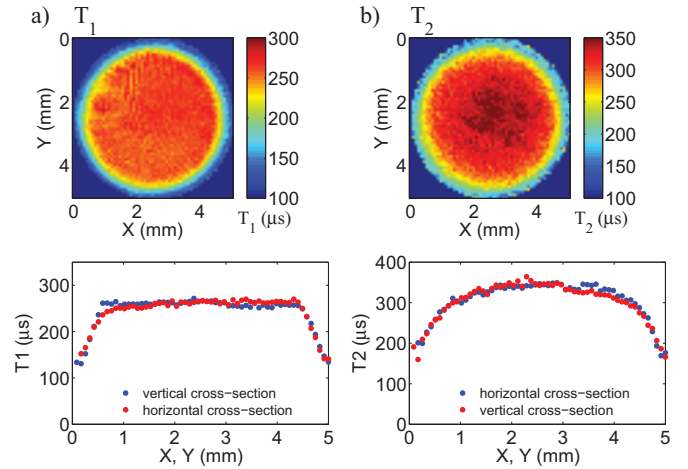 a) T1
b) T2
0
2
4
Y (mm)
0 2 4
X (mm)
300
250
200
150
100
T1 (μs)
0
2
4
Y (mm)
0 2 4
X (mm)
350
300
250
200
150
100
T2 (μs)
300
200
100
0
T1 (μs)
vertical cross-section
horizontal cross-section
0 1 2 3 4 5
X, Y (mm)
400
300
200
100
0
T2 (μs)
horizontal cross-section
vertical cross-section
0 1 2 3 4 5
X, Y (mm)